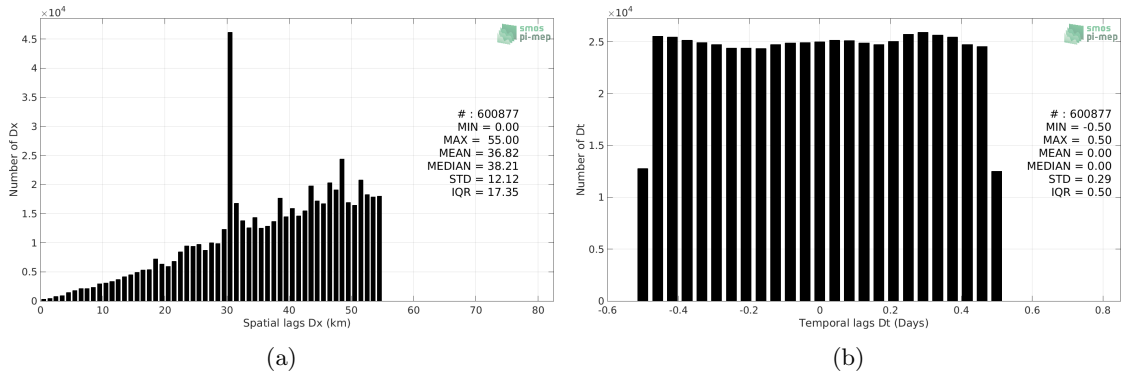 ×10⁴
4.5
4
3.5
3
2.5
2
1.5
1
0.5
0
Number of Dx
0 10 20 30 40 50 60 70 80
Spatial lags Dx (km)
smos
pi-mep
# : 600877
MIN = 0.00
MAX = 55.00
MEAN = 36.82
MEDIAN = 38.21
STD = 12.12
IQR = 17.35
(a)
×10⁴
2.5
2
1.5
1
0.5
0
Number of Dt
-0.6 -0.4 -0.2 0 0.2 0.4 0.6 0.8
Temporal lags Dt (Days)
smos
pi-mep
# : 600877
MIN = -0.50
MAX = 0.50
MEAN = 0.00
MEDIAN = 0.00
STD = 0.29
IQR = 0.50
(b)